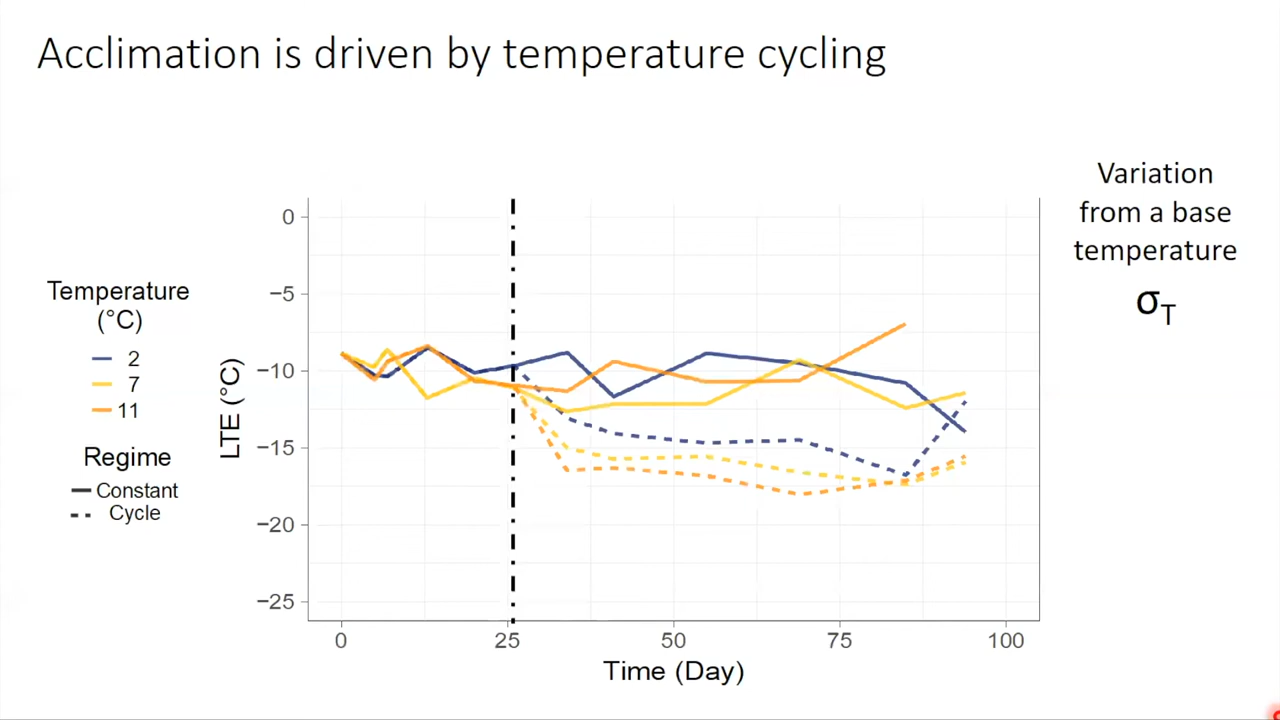 Acclimation is driven by temperature cycling
Variation
from a base
temperature
σT
Temperature
(°C)
2
7
11
Regime
Constant
Cycle
LTE (°C)
0
−5
−10
−15
−20
−25
0
25
50
75
100
Time (Day)